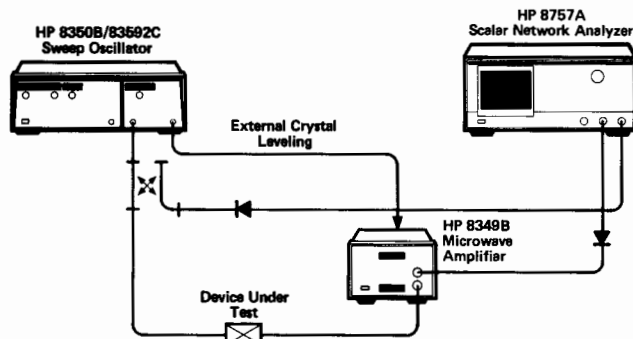 HP 8350B/83592C
Sweep Oscillator
HP 8757A
Scalar Network Analyzer
External Crystal
Leveling
HP 8349B
Microwave
Amplifier
Device Under
Test